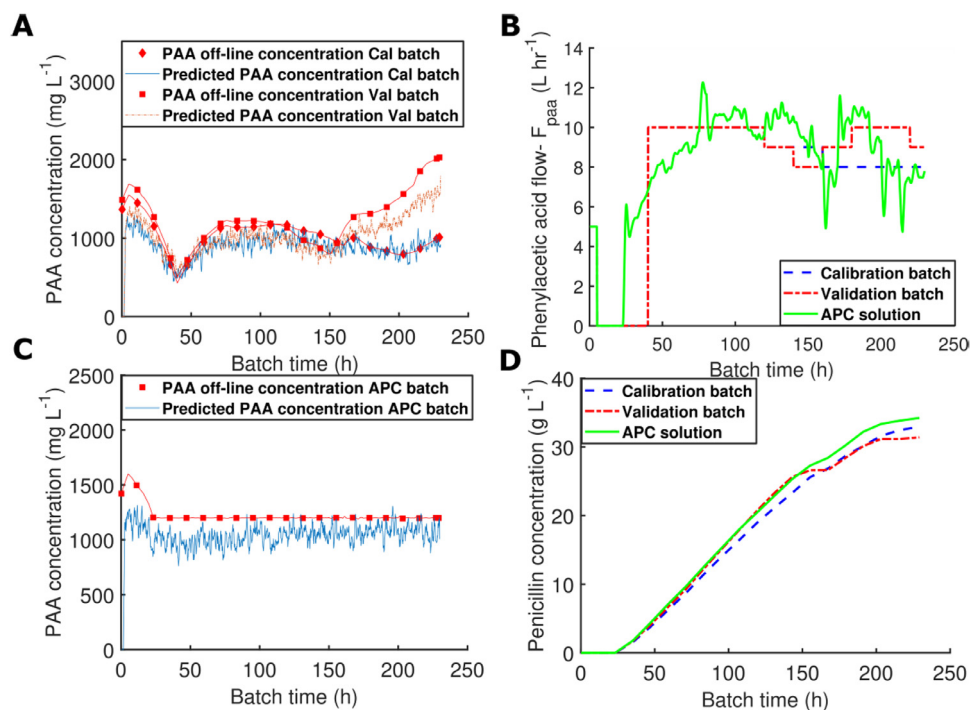 A
PAA concentration (mg L⁻¹)
3000
2000
1000
0
PAA off-line concentration Cal batch
Predicted PAA concentration Cal batch
PAA off-line concentration Val batch
Predicted PAA concentration Val batch
0 50 100 150 200 250
Batch time (h)
B
Phenylacetic acid flow- F_paa (L hr⁻¹)
14
12
10
8
6
4
2
0
Calibration batch
Validation batch
APC solution
0 50 100 150 200 250
Batch time (h)
C
PAA concentration (mg L⁻¹)
2500
2000
1500
1000
500
0
PAA off-line concentration APC batch
Predicted PAA concentration APC batch
0 50 100 150 200 250
Batch time (h)
D
Penicillin concentration (g L⁻¹)
40
30
20
10
0
Calibration batch
Validation batch
APC solution
0 50 100 150 200 250
Batch time (h)